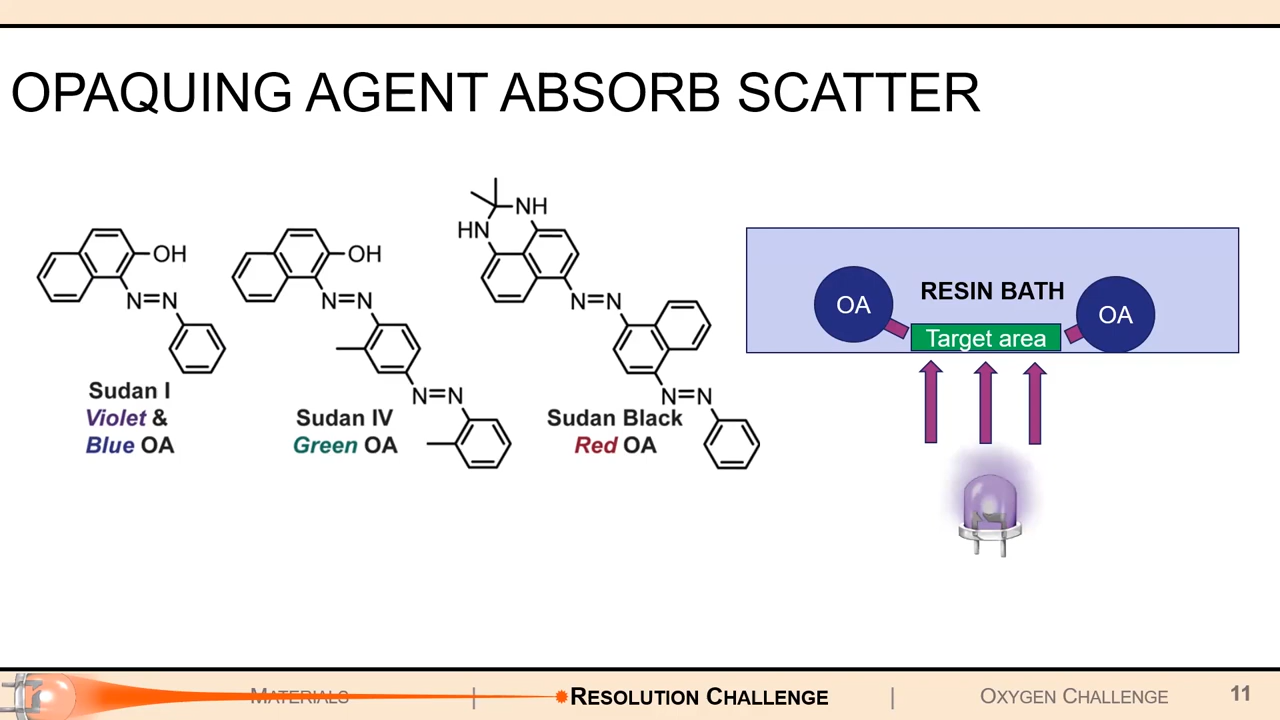 OPAQUING AGENT ABSORB SCATTER
OH
N=N
Sudan I
Violet &
Blue OA
OH
N=N
N=N
Sudan IV
Green OA
NH
HN
N=N
N=N
Sudan Black
Red OA
OA
RESIN BATH
OA
Target area
MATERIALS | RESOLUTION CHALLENGE | OXYGEN CHALLENGE 11